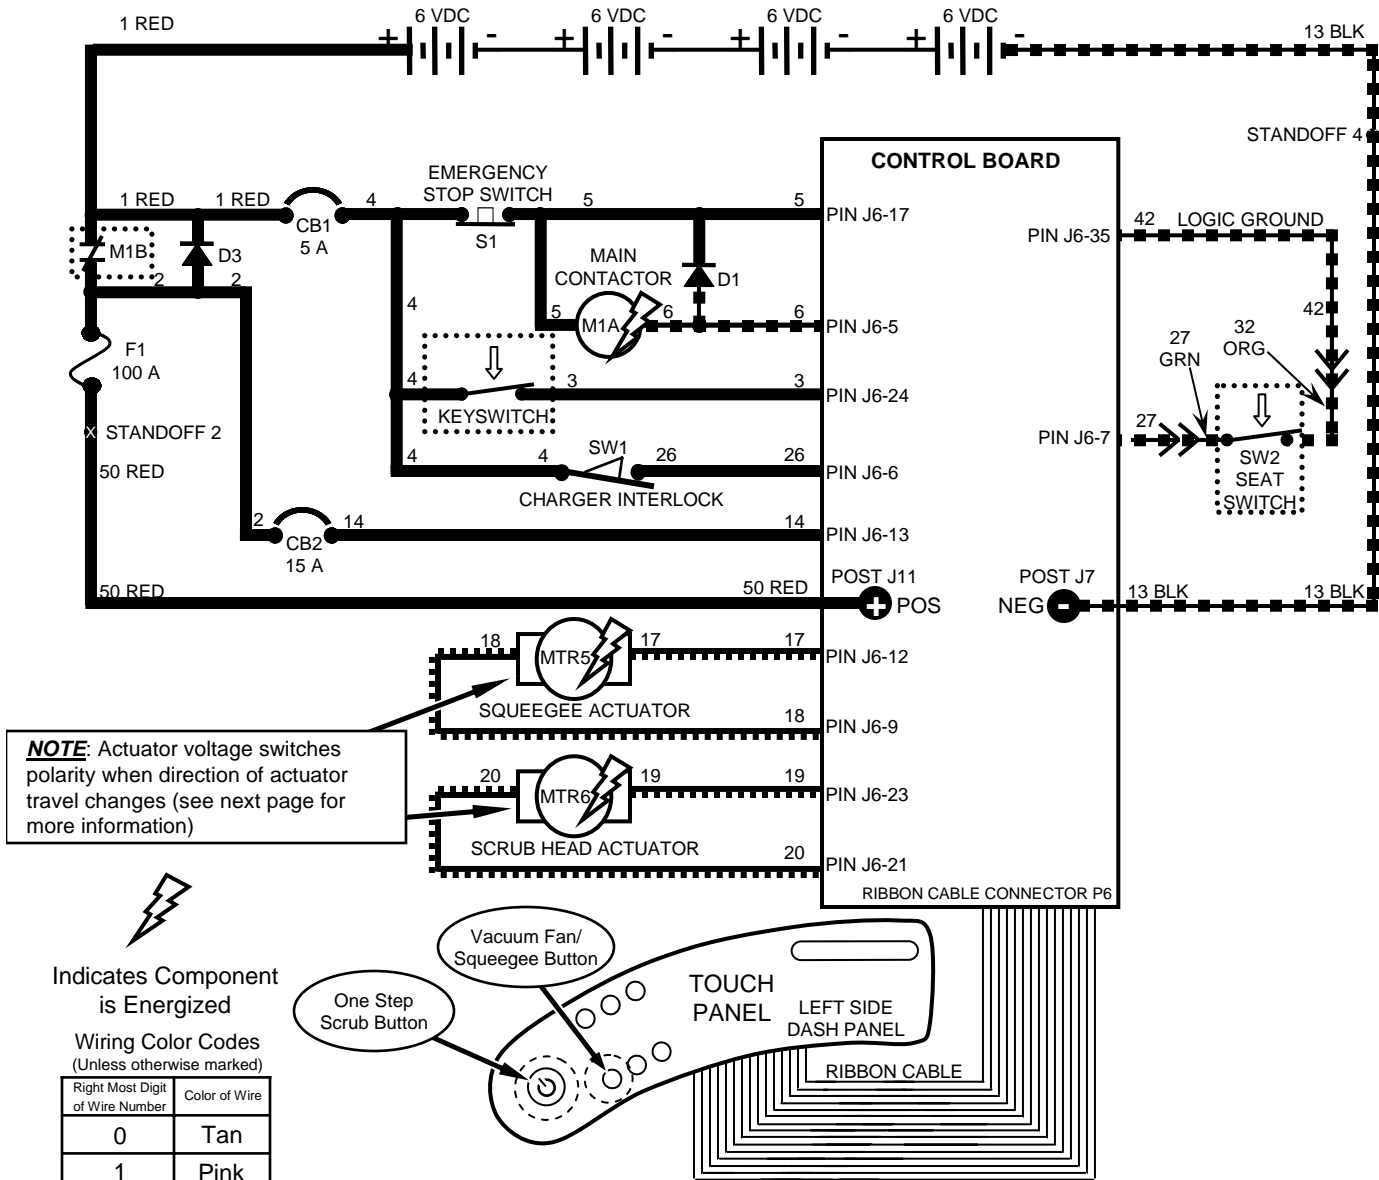 1 RED
6 VDC
6 VDC
6 VDC
6 VDC
13 BLK
+ - + - + - + -
STANDOFF 4
CONTROL BOARD
EMERGENCY
STOP SWITCH
1 RED
1 RED
4
5
5
PIN J6-17
CB1
5 A
S1
42
LOGIC GROUND
PIN J6-35
M1B
D3
MAIN
CONTACTOR
D1
2
2
4
5
M1A
6
6
PIN J6-5
42
F1
100 A
27
GRN
32
ORG
4
3
3
PIN J6-24
KEYSWITCH
STANDOFF 2
27
PIN J6-7
50 RED
4
4
SW1
26
26
PIN J6-6
CHARGER INTERLOCK
SW2
SEAT
SWITCH
2
14
14
PIN J6-13
CB2
15 A
50 RED
50 RED
POST J11
+ POS
POST J7
NEG -
13 BLK
13 BLK
18
MTR5
17
17
PIN J6-12
SQUEEGEE ACTUATOR
18
PIN J6-9
NOTE: Actuator voltage switches
polarity when direction of actuator
travel changes (see next page for
more information)
20
MTR6
19
19
PIN J6-23
SCRUB HEAD ACTUATOR
20
PIN J6-21
RIBBON CABLE CONNECTOR P6
Indicates Component
is Energized
Vacuum Fan/
Squeegee Button
One Step
Scrub Button
TOUCH
PANEL
LEFT SIDE
DASH PANEL
RIBBON CABLE
Wiring Color Codes
(Unless otherwise marked)
Right Most Digit
of Wire Number
Color of Wire
0 Tan
1 Pink